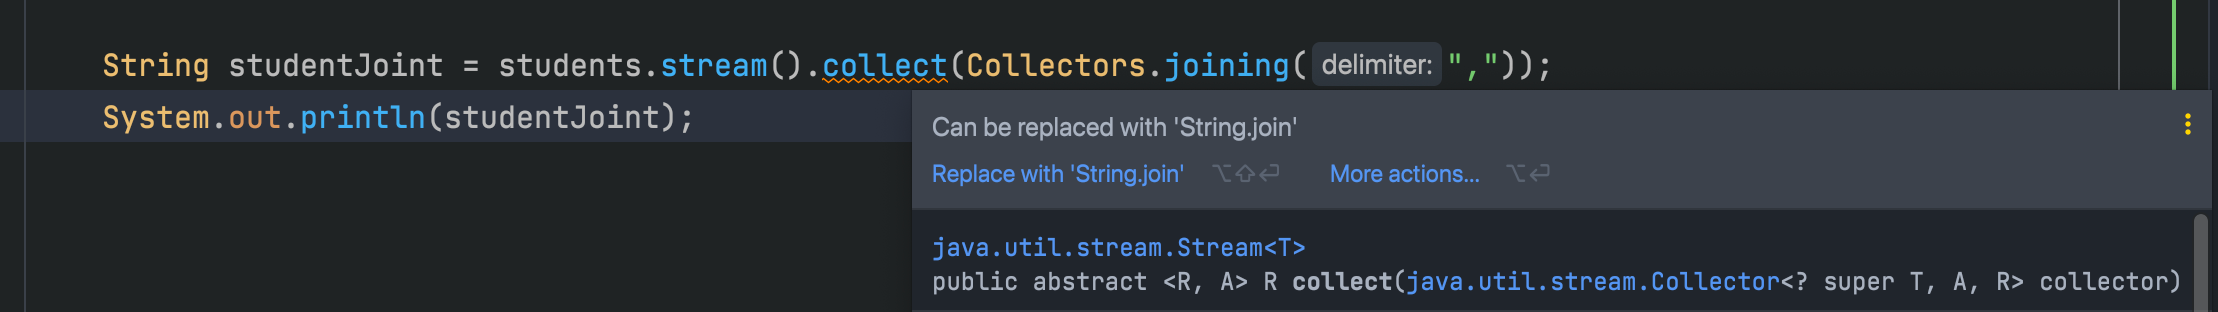 String studentJoint = students.stream().collect(Collectors.joining( delimiter: ","));
System.out.println(studentJoint);
Can be replaced with 'String.join'
Replace with 'String.join' ⌥⇧⏎ More actions... ⌥⏎
java.util.stream.Stream<T>
public abstract <R, A> R collect(java.util.stream.Collector<? super T, A, R> collector)